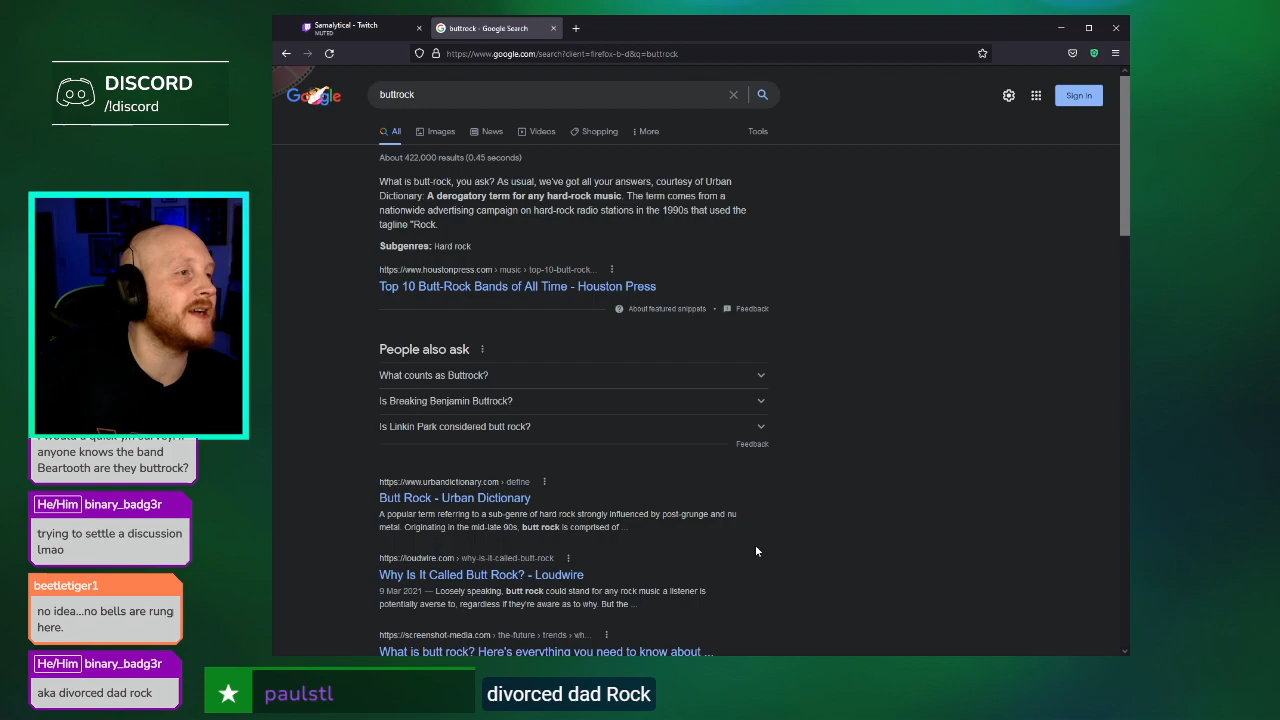 Samalytical - Twitch
MUTED
buttrock - Google Search
https://www.google.com/search?client=firefox-b-d&q=buttrock
DISCORD
/!discord
Google
buttrock
Sign in
All
Images
News
Videos
Shopping
More
Tools
About 422,000 results (0.45 seconds)
What is butt-rock, you ask? As usual, we've got all your answers, courtesy of Urban
Dictionary: A derogatory term for any hard-rock music. The term comes from a
nationwide advertising campaign on hard-rock radio stations in the 1990s that used the
tagline "Rock.
Subgenres: Hard rock
https://www.houstonpress.com › music › top-10-butt-rock...
Top 10 Butt-Rock Bands of All Time - Houston Press
About featured snippets • Feedback
People also ask
What counts as Buttrock?
Is Breaking Benjamin Buttrock?
Is Linkin Park considered butt rock?
Feedback
https://www.urbandictionary.com › define
Butt Rock - Urban Dictionary
A popular term referring to a sub-genre of hard rock strongly influenced by post-grunge and nu
metal. Originating in the mid-late 90s, butt rock is comprised of ...
https://loudwire.com › why-is-it-called-butt-rock
Why Is It Called Butt Rock? - Loudwire
9 Mar 2021 — Loosely speaking, butt rock could stand for any rock music a listener is
potentially averse to, regardless if they're aware as to why. But the ...
https://screenshot-media.com › the-future › trends › wh...
What is butt rock? Here's everything you need to know about ...
anyone knows the band
Beartooth are they buttrock?
He/Him binary_badg3r
trying to settle a discussion
lmao
beetletiger1
no idea...no bells are rung
here.
He/Him binary_badg3r
aka divorced dad rock
paulstl
divorced dad Rock